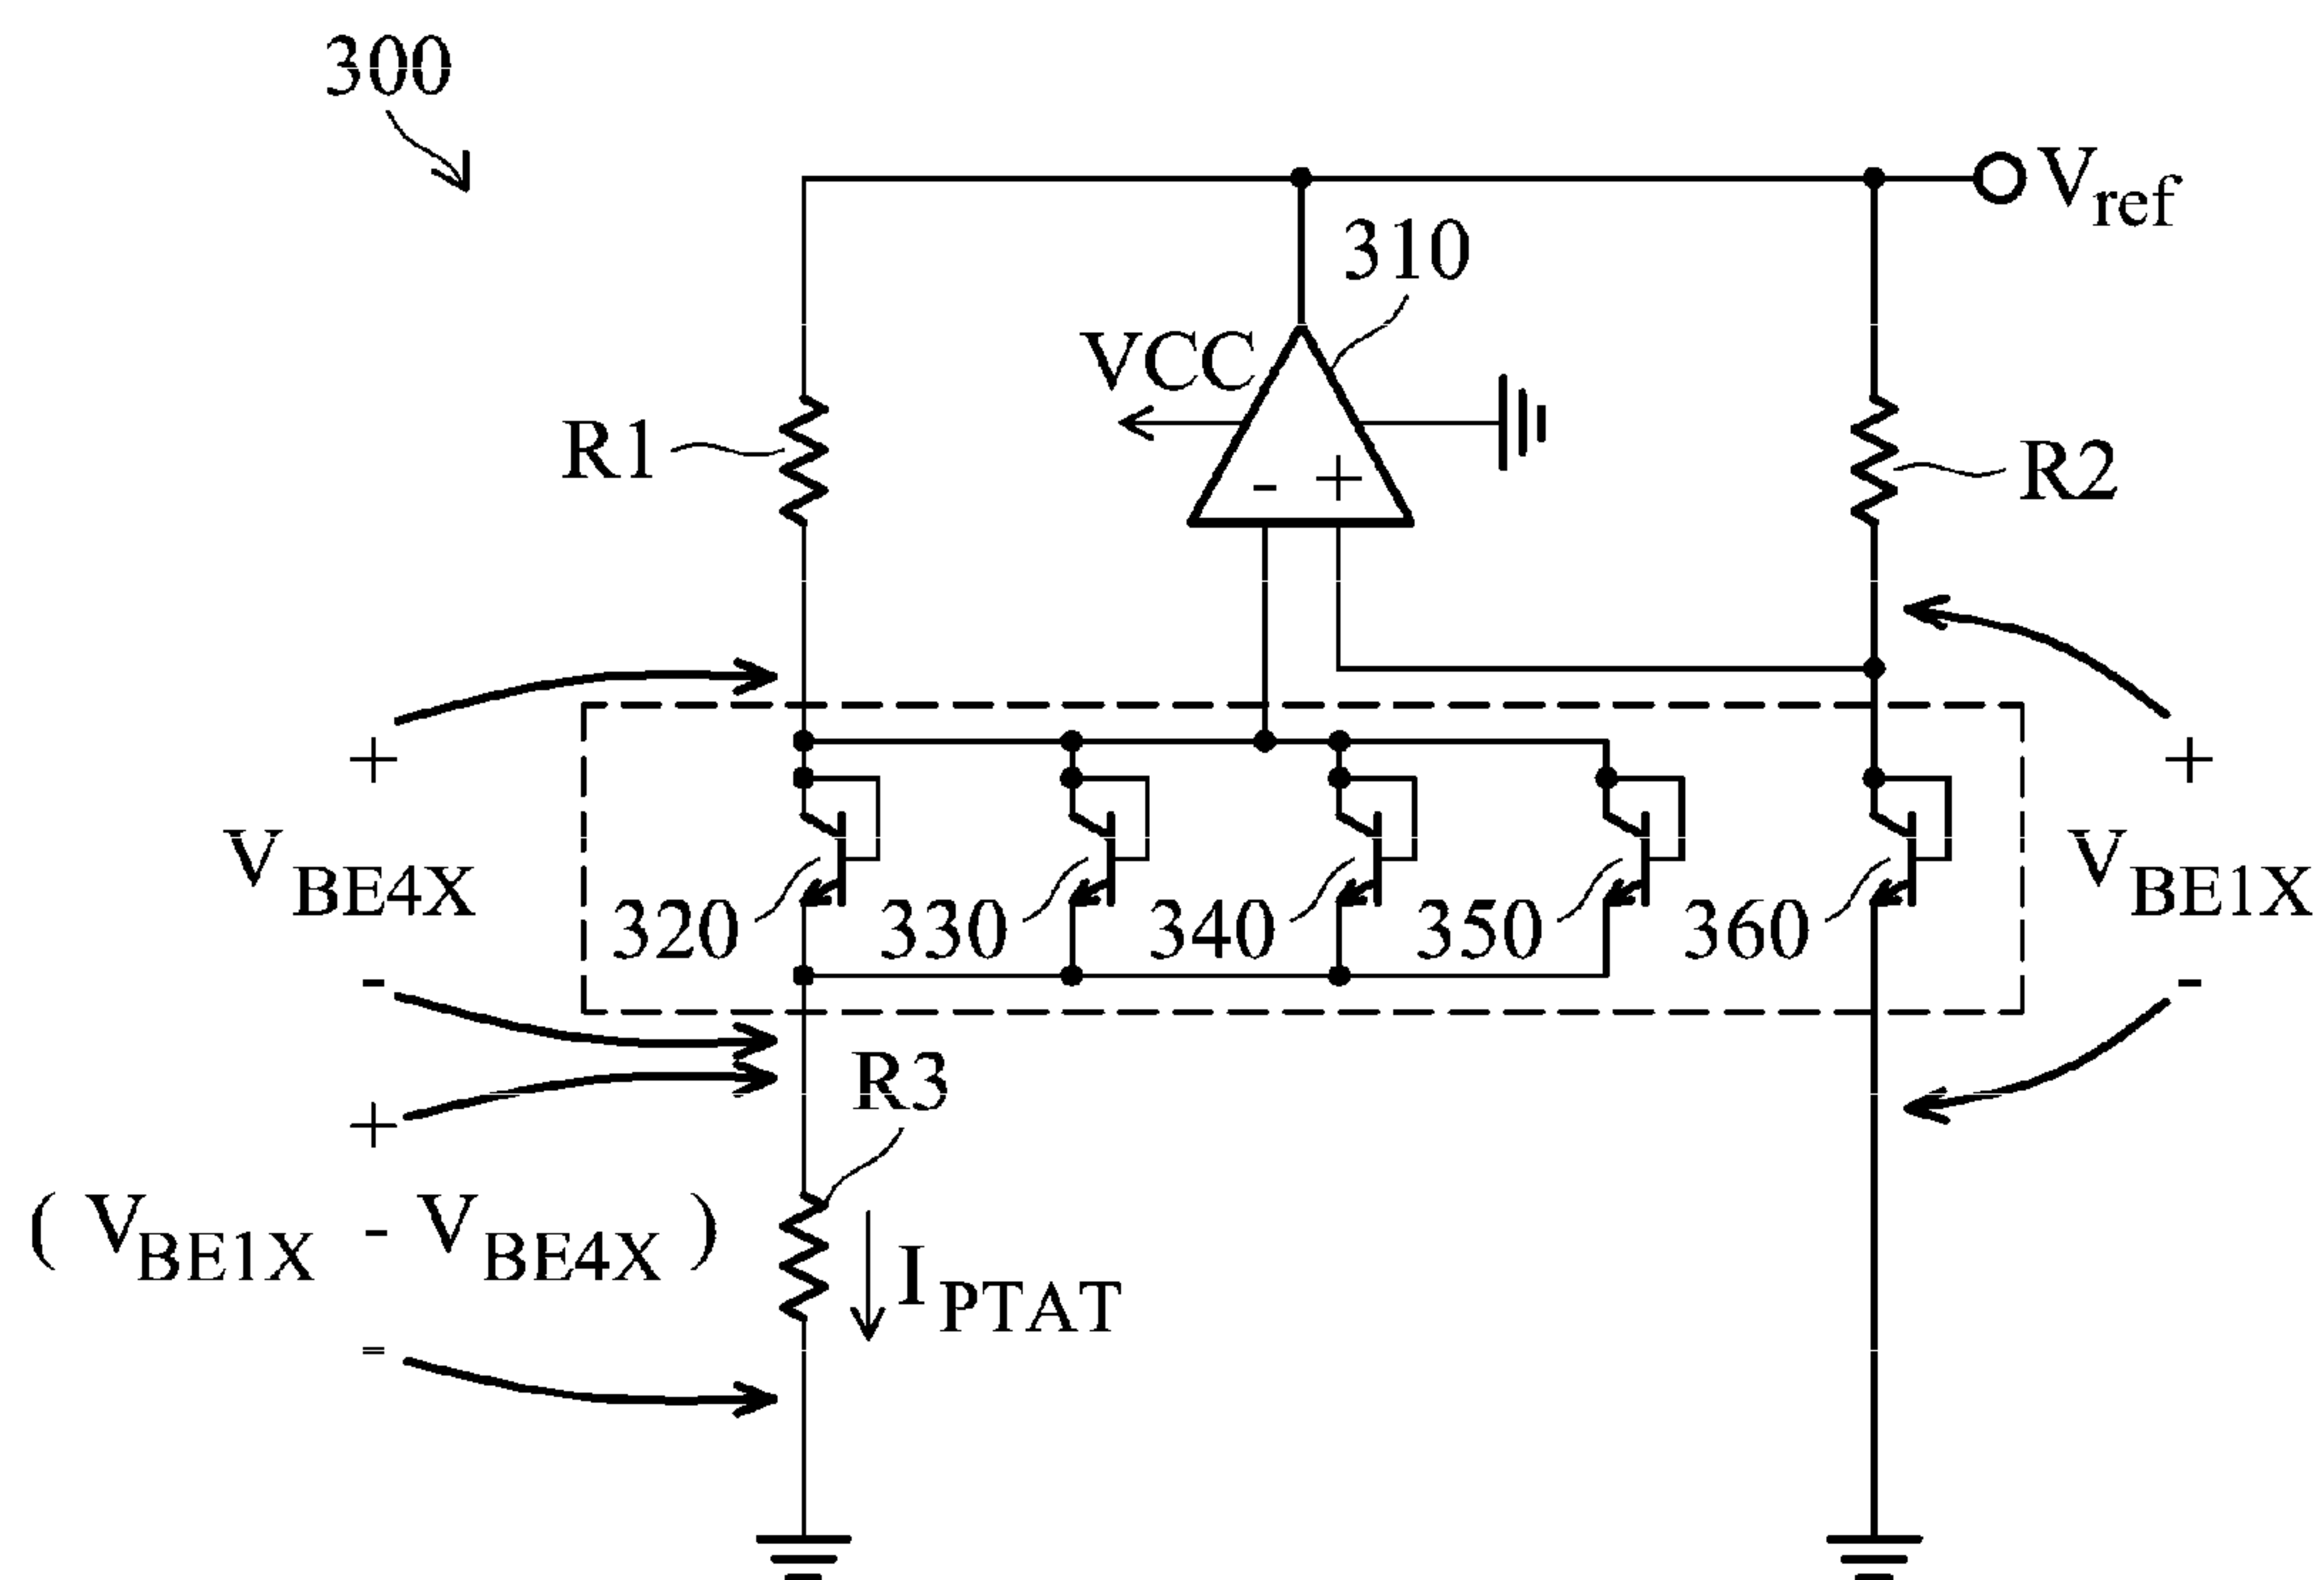 300
Vref
310
VCC
R1
- +
R2
+
+
VBE4X
VBE1X
320 330 340 350 360
-
-
R3
+
( VBE1X - VBE4X )
IPTAT
-